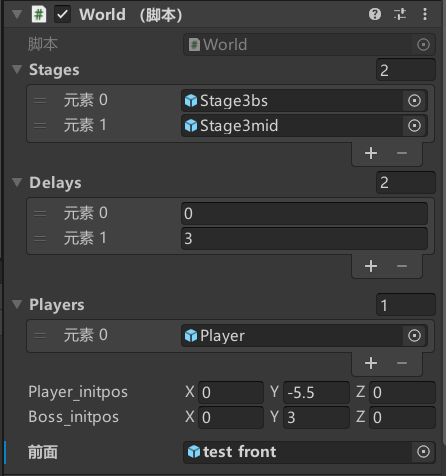 World （脚本）
脚本 World
Stages 2
元素 0 Stage3bs
元素 1 Stage3mid
Delays 2
元素 0 0
元素 1 3
Players 1
元素 0 Player
Player_initpos X 0 Y -5.5 Z 0
Boss_initpos X 0 Y 3 Z 0
前面 test front